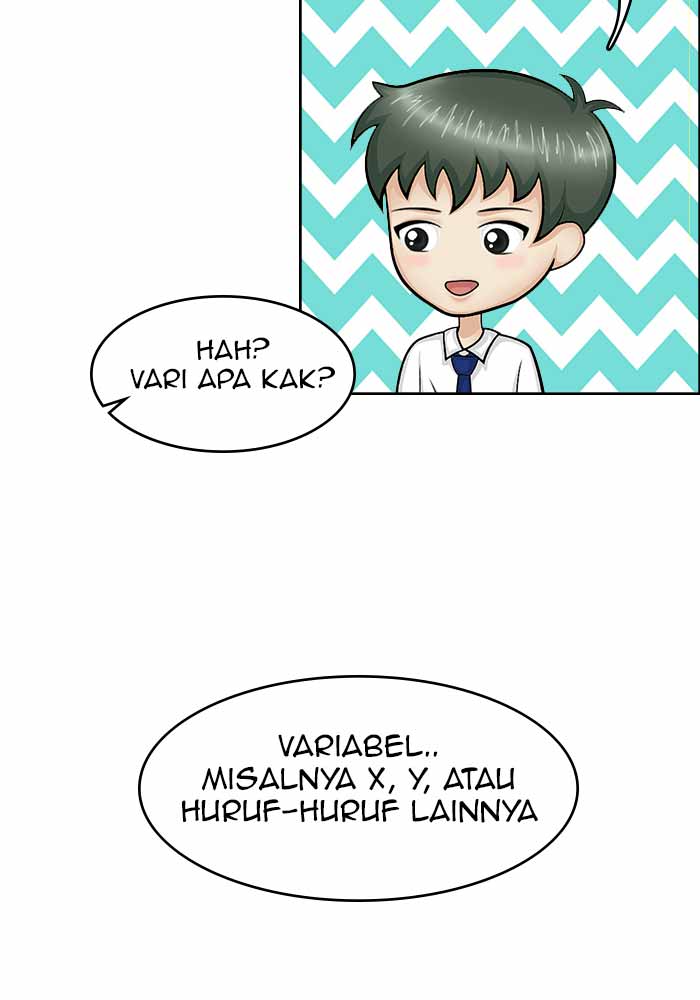 HAH?
VARI APA KAK?
VARIABEL..
MISALNYA X, Y, ATAU
HURUF-HURUF LAINNYA